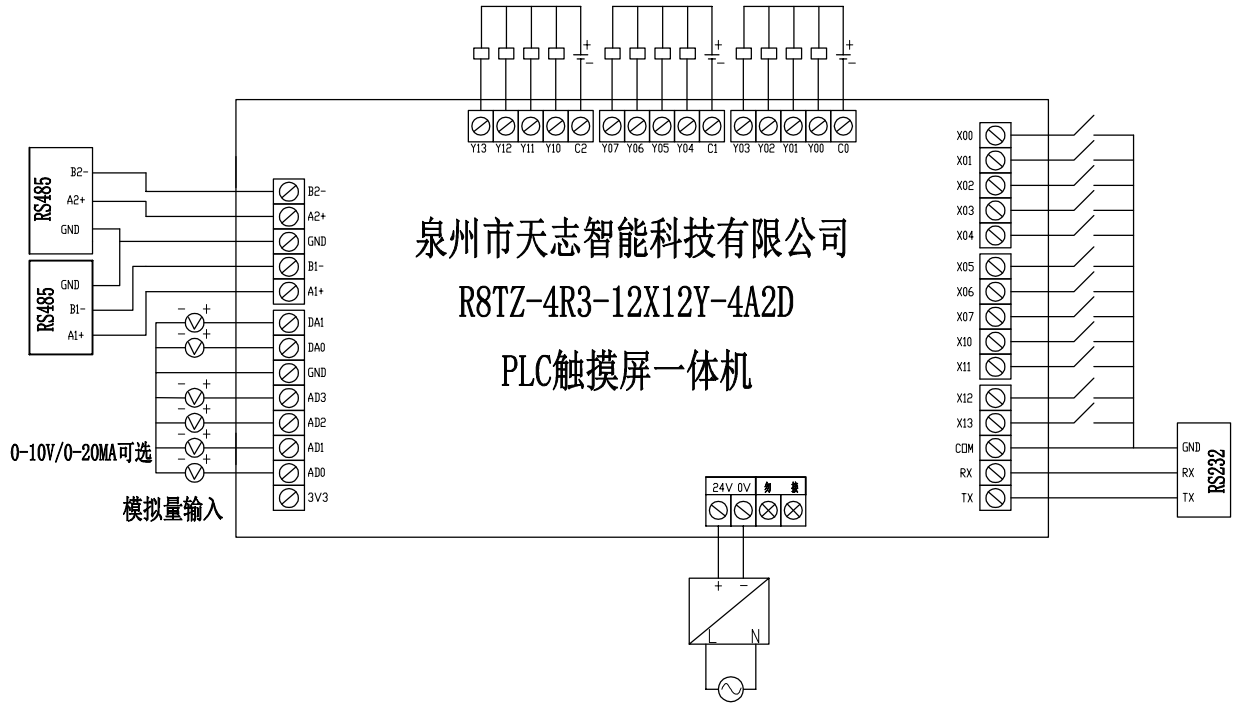 + + +
- - -
Y13 Y12 Y11 Y10 C2 Y07 Y06 Y05 Y04 C1 Y03 Y02 Y01 Y00 C0
RS485
B2-
A2+
GND
RS485
GND
B1-
A1+
B2-
A2+
GND
B1-
A1+
- + DA1
- + DA0
GND
- + AD3
- + AD2
- + AD1
- + AD0
3V3
0-10V/0-20MA可选
模拟量输入
泉州市天志智能科技有限公司
R8TZ-4R3-12X12Y-4A2D
PLC触摸屏一体机
X00
X01
X02
X03
X04
X05
X06
X07
X10
X11
X12
X13
COM
RX
TX
GND
RX
TX
RS232
24V 0V 勿 接
+ -
L N